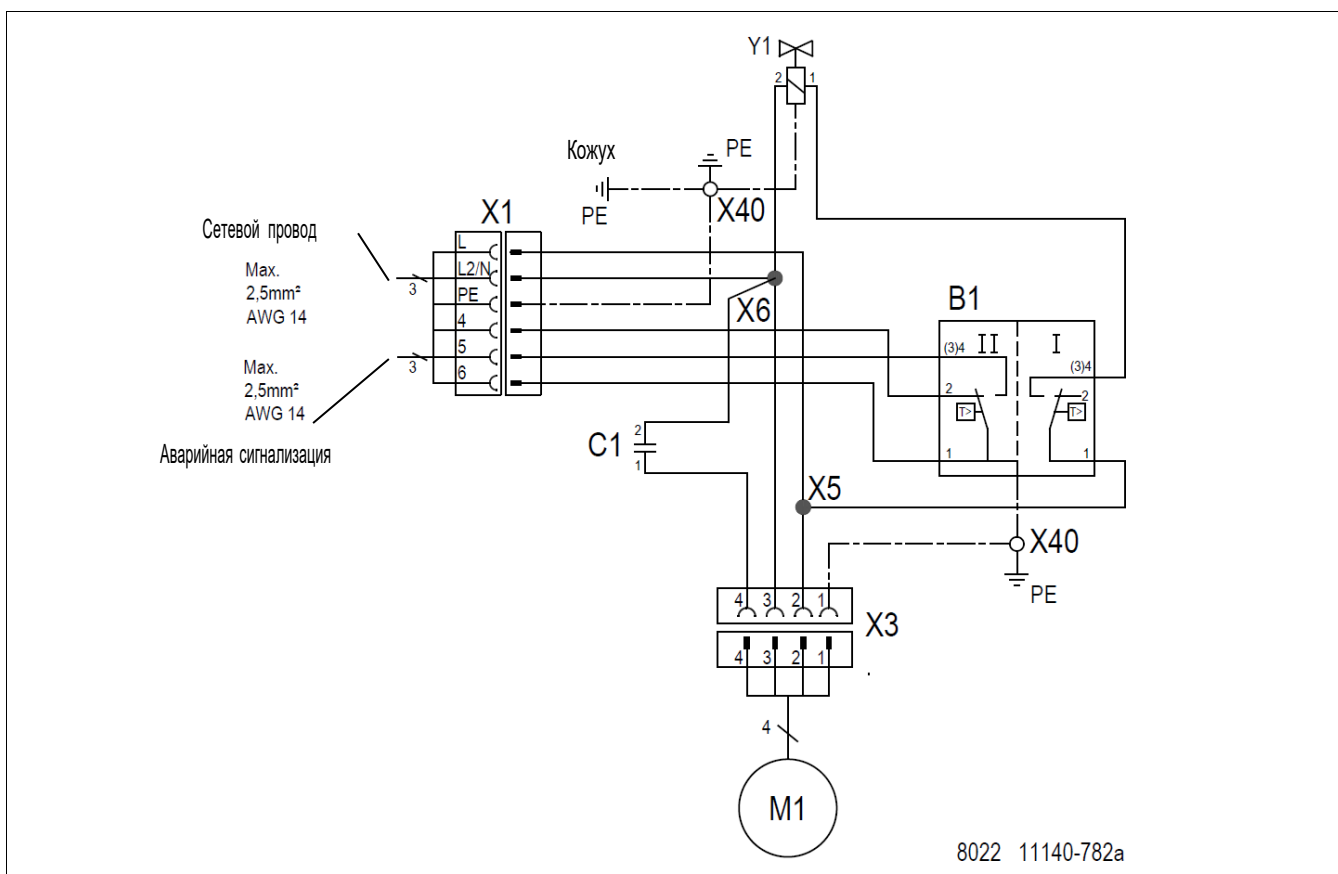 Y1
2 1
Кожух
PE
PE
X40
X1
Сетевой провод
Max.
2,5mm²
AWG 14
3
L
L2/N
PE
4
5
6
3
Max.
2,5mm²
AWG 14
Аварийная сигнализация
X6
B1
(3)4 II I
(3)4
2 2
T> T>
1 1
C1
2
1
X5
X40
PE
4 3 2 1
X3
4 3 2 1
4
M1
8022 11140-782a